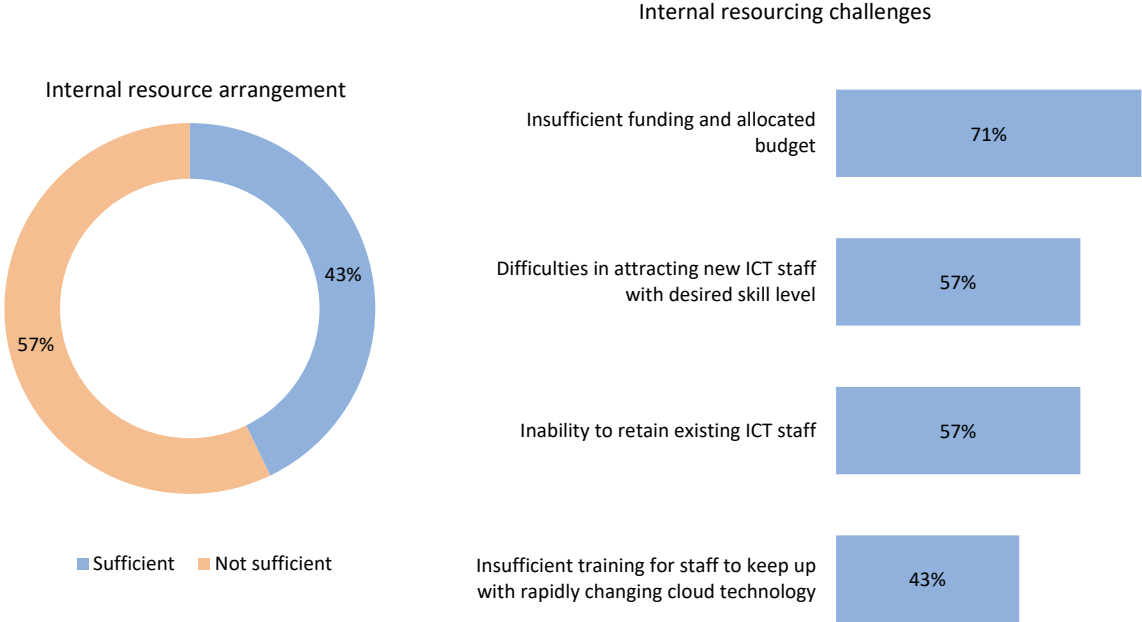 Internal resource arrangement
43%
57%
Sufficient
Not sufficient
Internal resourcing challenges
Insufficient funding and allocated
budget
71%
Difficulties in attracting new ICT staff
with desired skill level
57%
Inability to retain existing ICT staff
57%
Insufficient training for staff to keep up
with rapidly changing cloud technology
43%